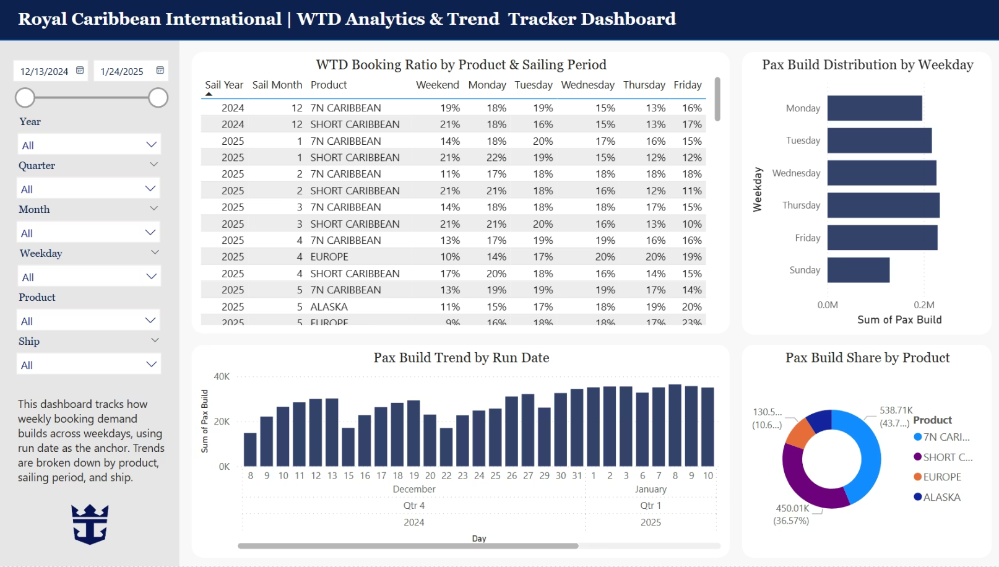 Royal Caribbean International | WTD Analytics & Trend Tracker Dashboard
12/13/2024 1/24/2025
Year
All
Quarter
All
Month
All
Weekday
All
Product
All
Ship
All
This dashboard tracks how
weekly booking demand
builds across weekdays, using
run date as the anchor. Trends
are broken down by product,
sailing period, and ship.
WTD Booking Ratio by Product & Sailing Period
Sail Year Sail Month Product Weekend Monday Tuesday Wednesday Thursday Friday
2024 12 7N CARIBBEAN 19% 18% 19% 15% 13% 16%
2024 12 SHORT CARIBBEAN 21% 18% 16% 15% 13% 17%
2025 1 7N CARIBBEAN 14% 18% 20% 17% 16% 15%
2025 1 SHORT CARIBBEAN 21% 22% 19% 15% 12% 12%
2025 2 7N CARIBBEAN 11% 17% 18% 18% 18% 18%
2025 2 SHORT CARIBBEAN 21% 21% 18% 16% 12% 11%
2025 3 7N CARIBBEAN 14% 18% 18% 18% 17% 15%
2025 3 SHORT CARIBBEAN 21% 21% 20% 16% 13% 10%
2025 4 7N CARIBBEAN 13% 17% 19% 19% 16% 16%
2025 4 EUROPE 10% 14% 17% 20% 20% 19%
2025 4 SHORT CARIBBEAN 17% 20% 18% 16% 14% 15%
2025 5 7N CARIBBEAN 13% 19% 19% 19% 17% 14%
2025 5 ALASKA 11% 15% 17% 18% 19% 20%
2025 5 EUROPE 9% 16% 18% 18% 17% 23%
Pax Build Distribution by Weekday
Weekday
Monday
Tuesday
Wednesday
Thursday
Friday
Sunday
0.0M 0.2M
Sum of Pax Build
Pax Build Trend by Run Date
Sum of Pax Build
40K
20K
0K
8 9 10 11 12 13 15 16 17 18 19 20 22 23 24 25 26 27 29 30 31 1 2 3 6 7 8 9 10
December January
Qtr 4 Qtr 1
2024 2025
Day
Pax Build Share by Product
130.5...
(10.6...)
538.71K
(43.7...)
450.01K
(36.57%)
Product
7N CARI...
SHORT C...
EUROPE
ALASKA